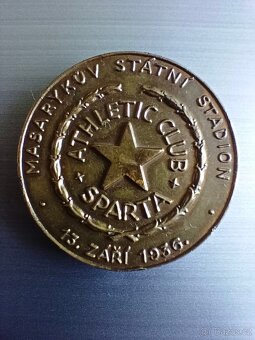 MASARYKŮV STÁTNÍ STADION
ATHLETIC CLUB
SPARTA
· 13. ZÁŘÍ 1936. ·